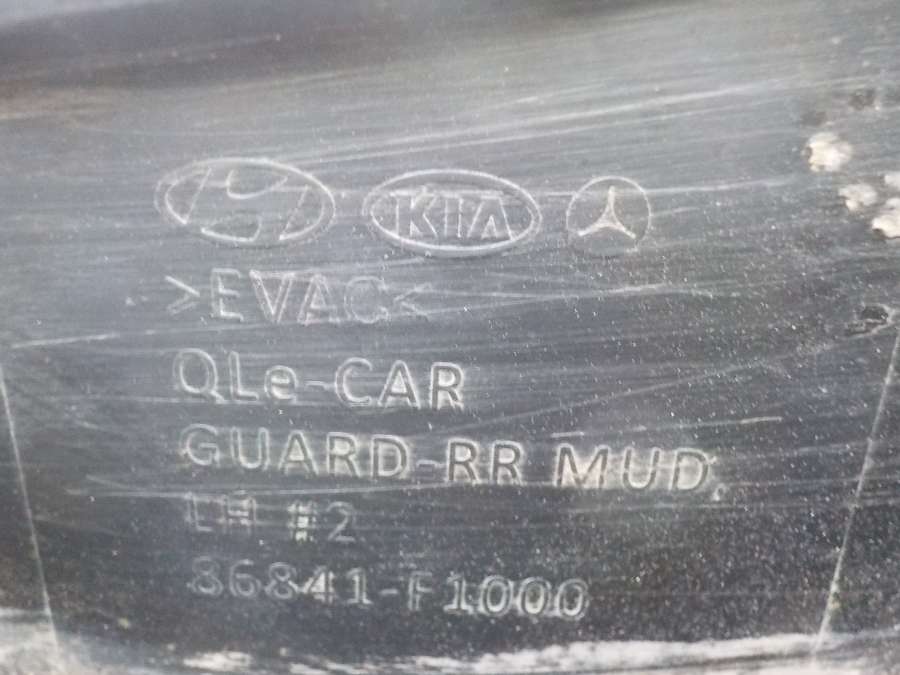 KIA
>EVAC<
QLe-CAR
GUARD-RR MUD,
LH #2
86841-F1000